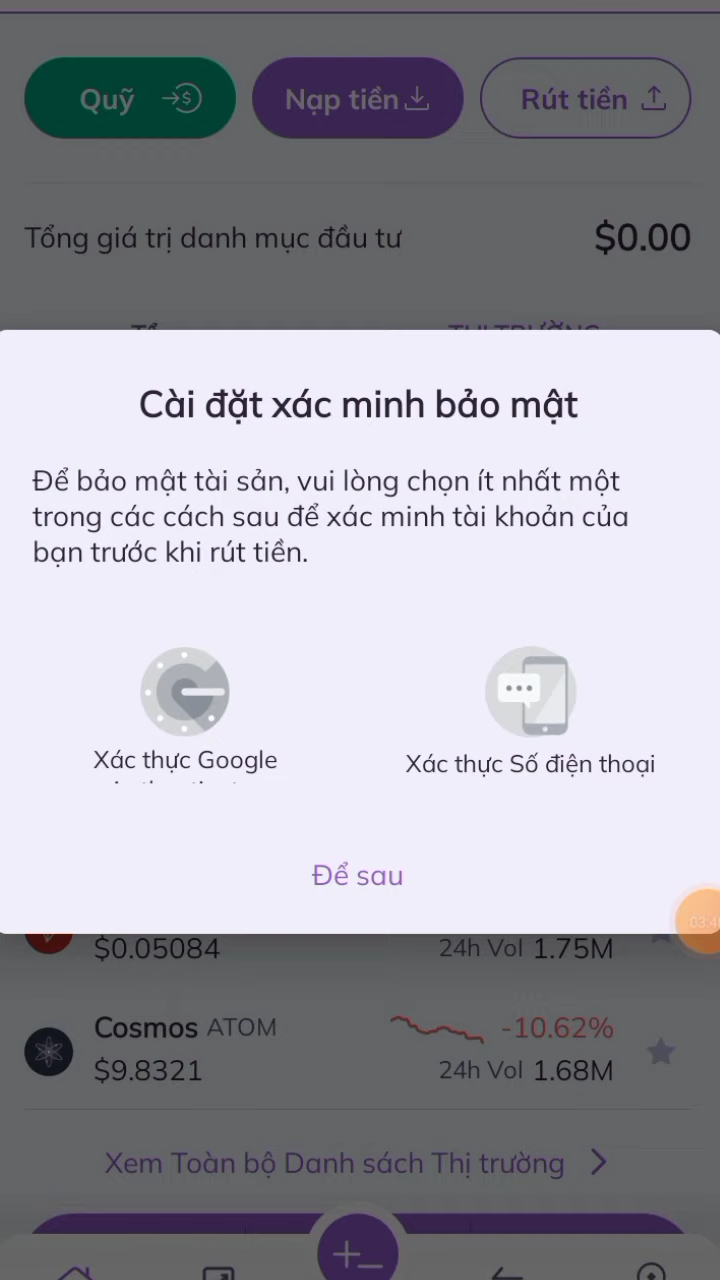 Quỹ
Nạp tiền
Rút tiền
Tổng giá trị danh mục đầu tư
$0.00
Cài đặt xác minh bảo mật
Để bảo mật tài sản, vui lòng chọn ít nhất một
trong các cách sau để xác minh tài khoản của
bạn trước khi rút tiền.
Xác thực Google
Xác thực Số điện thoại
Để sau
$0.05084
24h Vol 1.75M
Cosmos ATOM
-10.62%
$9.8321
24h Vol 1.68M
Xem Toàn bộ Danh sách Thị trường